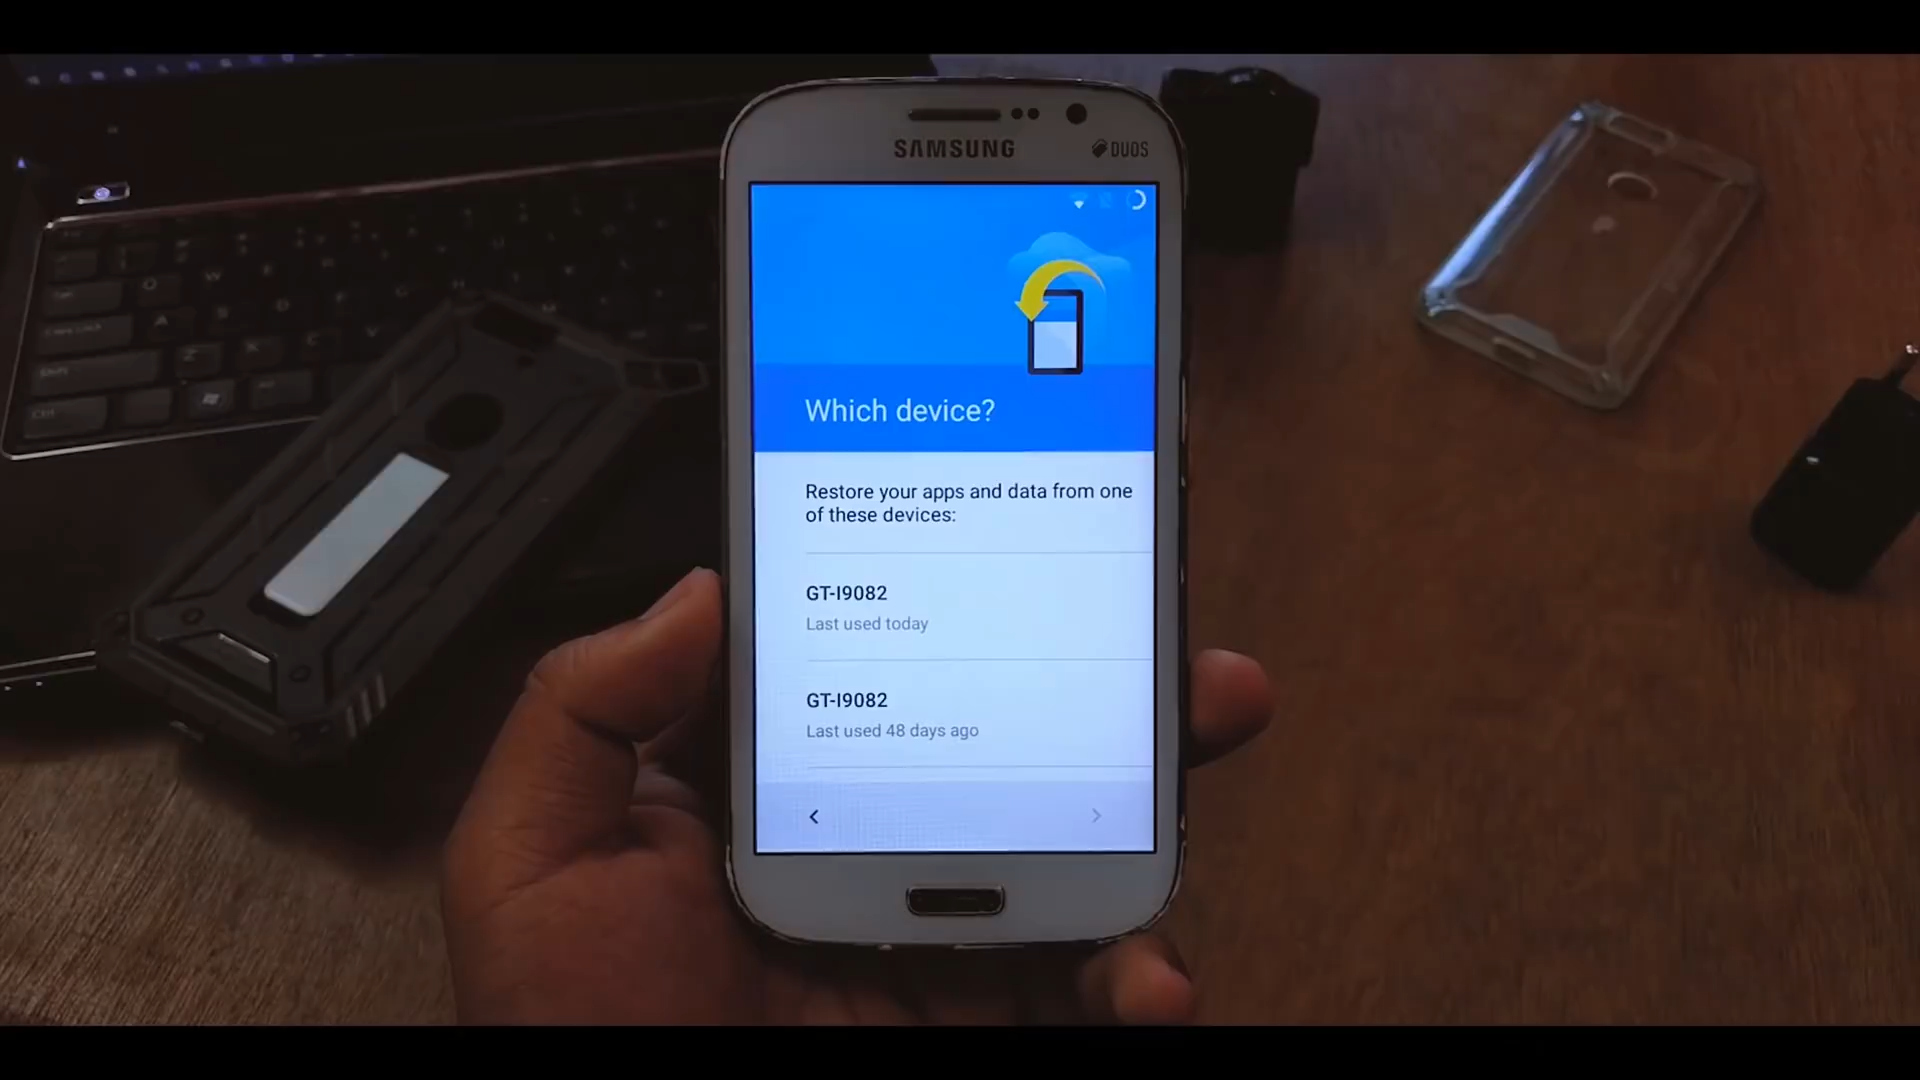 SAMSUNG
DUOS
Which device?
Restore your apps and data from one
of these devices:
GT-I9082
Last used today
GT-I9082
Last used 48 days ago